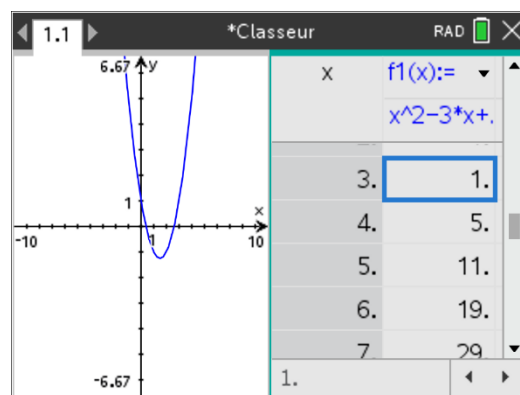 1.1 *Classeur RAD
6.67 y
1
x
-10 1 10
-6.67
x f1(x):=
x^2-3*x+.
3. 1.
4. 5.
5. 11.
6. 19.
7. 29.
1.